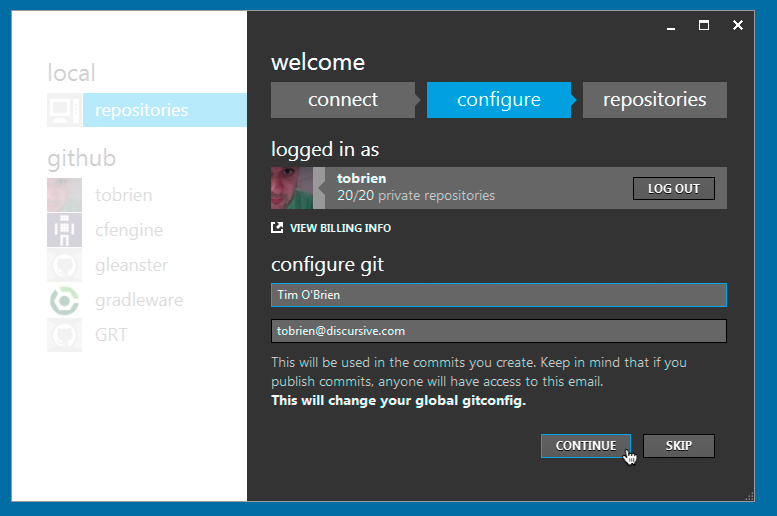 local
repositories
github
tobrien
cfengine
gleanster
gradleware
GRT
welcome
connect
configure
repositories
logged in as
tobrien
20/20 private repositories
LOG OUT
VIEW BILLING INFO
configure git
Tim O'Brien
tobrien@discursive.com
This will be used in the commits you create. Keep in mind that if you
publish commits, anyone will have access to this email.
This will change your global gitconfig.
CONTINUE
SKIP